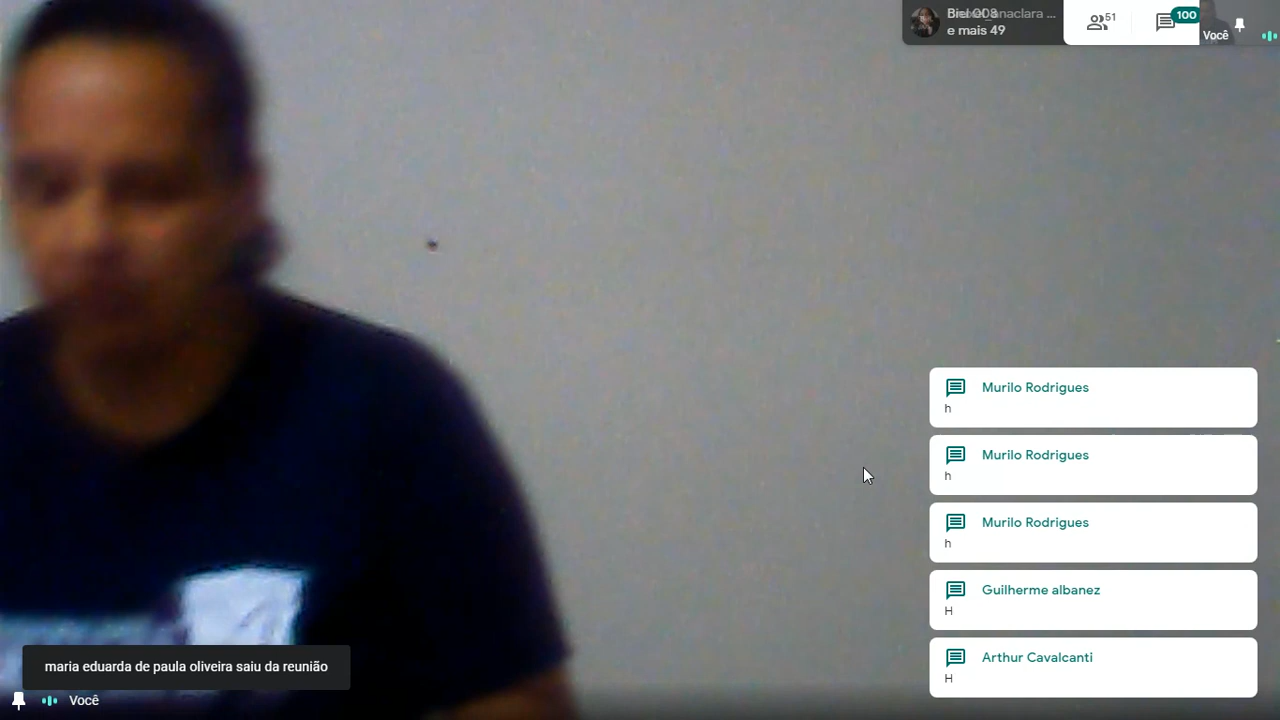 e mais 49
51
100
Você
Murilo Rodrigues
h
Murilo Rodrigues
h
Murilo Rodrigues
h
Guilherme albanez
H
Arthur Cavalcanti
H
maria eduarda de paula oliveira saiu da reunião
Você